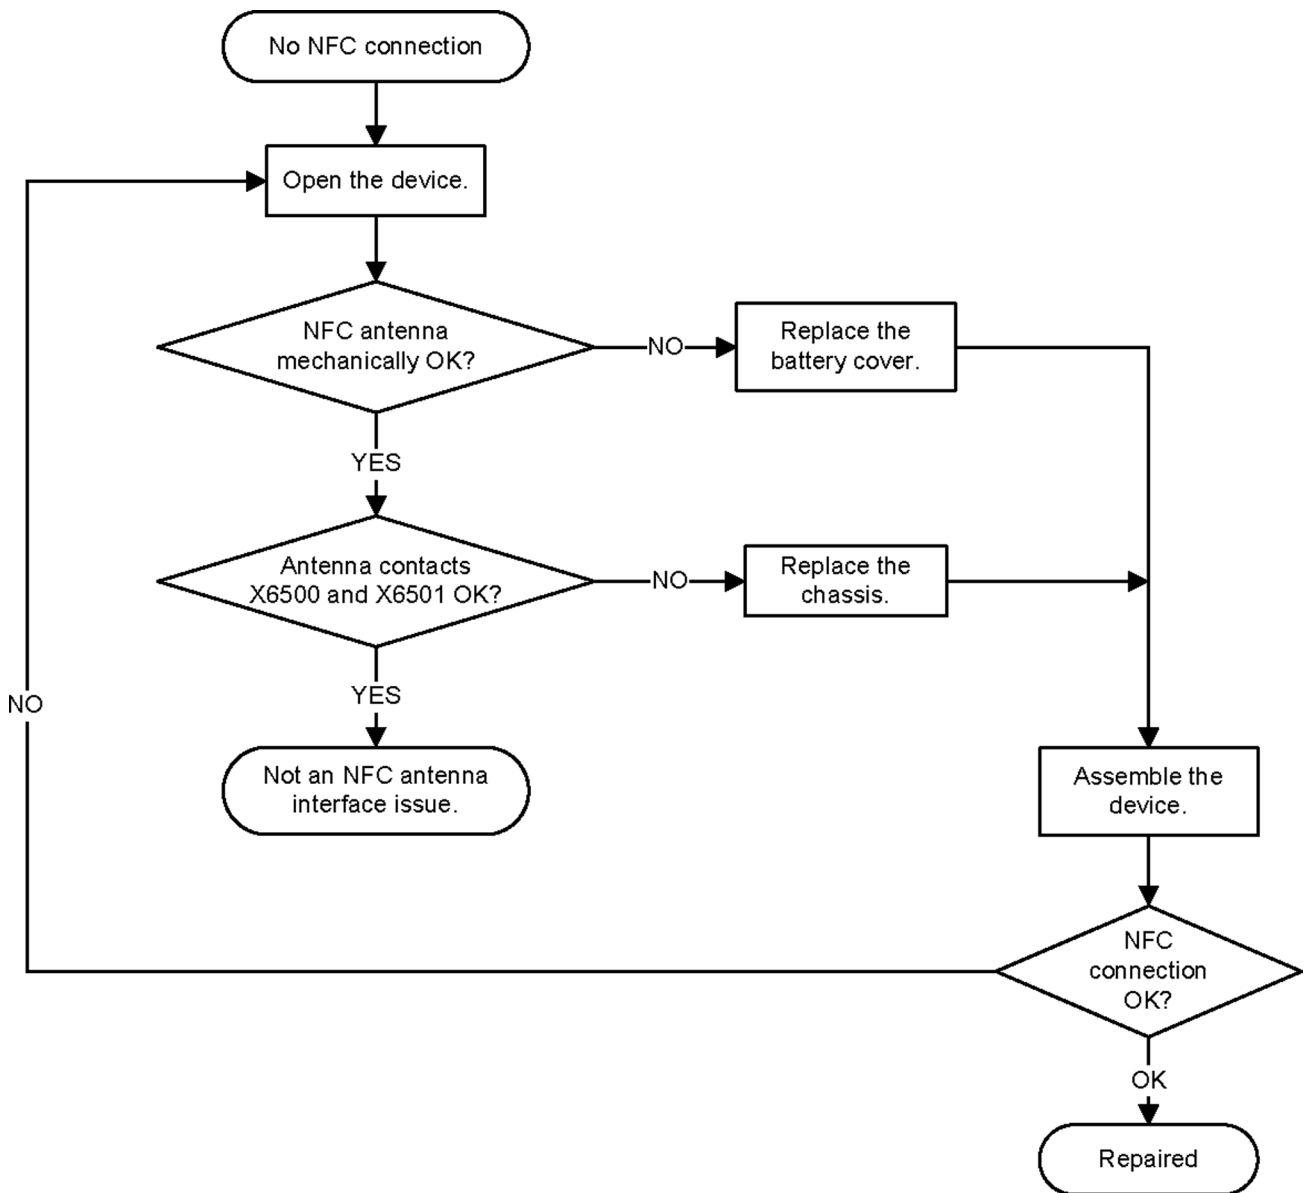 No NFC connection
Open the device.
NFC antenna
mechanically OK?
NO
Replace the
battery cover.
YES
Antenna contacts
X6500 and X6501 OK?
NO
Replace the
chassis.
YES
NO
Not an NFC antenna
interface issue.
Assemble the
device.
NFC
connection
OK?
OK
Repaired